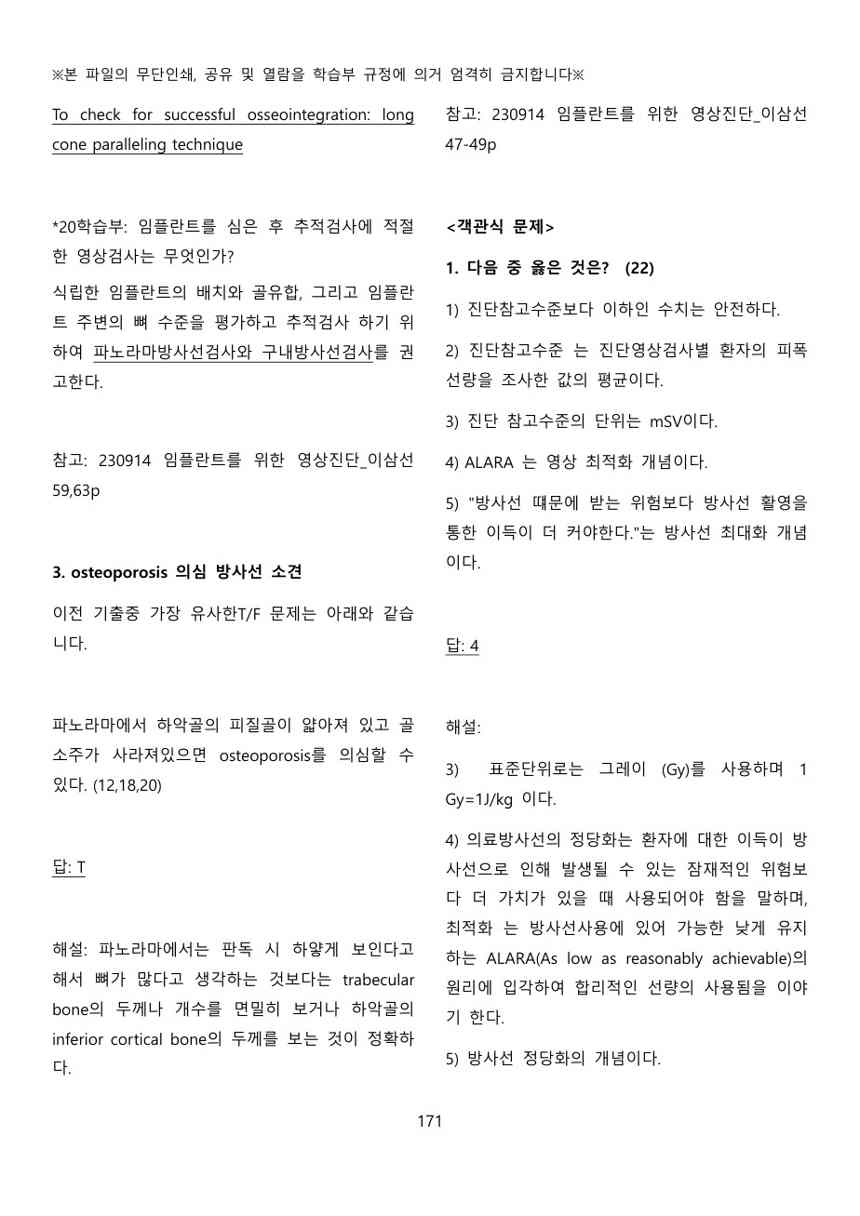 ※본 파일의 무단인쇄, 공유 및 열람을 학습부 규정에 의거 엄격히 금지합니다※
To check for successful osseointegration: long
cone paralleling technique
*20학습부: 임플란트를 심은 후 추적검사에 적절
한 영상검사는 무엇인가?
식립한 임플란트의 배치와 골유합, 그리고 임플란
트 주변의 뼈 수준을 평가하고 추적검사 하기 위
하여 파노라마방사선검사와 구내방사선검사를 권
고한다.
참고: 230914 임플란트를 위한 영상진단_이삼선
59,63p
3. osteoporosis 의심 방사선 소견
이전 기출중 가장 유사한T/F 문제는 아래와 같습
니다.
파노라마에서 하악골의 피질골이 얇아져 있고 골
소주가 사라져있으면 osteoporosis를 의심할 수
있다. (12,18,20)
답: T
해설: 파노라마에서는 판독 시 하얗게 보인다고
해서 뼈가 많다고 생각하는 것보다는 trabecular
bone의 두께나 개수를 면밀히 보거나 하악골의
inferior cortical bone의 두께를 보는 것이 정확하
다.
참고: 230914 임플란트를 위한 영상진단_이삼선
47-49p
<객관식 문제>
1. 다음 중 옳은 것은? (22)
1) 진단참고수준보다 이하인 수치는 안전하다.
2) 진단참고수준 는 진단영상검사별 환자의 피폭
선량을 조사한 값의 평균이다.
3) 진단 참고수준의 단위는 mSV이다.
4) ALARA 는 영상 최적화 개념이다.
5) "방사선 떄문에 받는 위험보다 방사선 촬영을
통한 이득이 더 커야한다."는 방사선 최대화 개념
이다.
답: 4
해설:
3) 표준단위로는 그레이 (Gy)를 사용하며 1
Gy=1J/kg 이다.
4) 의료방사선의 정당화는 환자에 대한 이득이 방
사선으로 인해 발생될 수 있는 잠재적인 위험보
다 더 가치가 있을 때 사용되어야 함을 말하며,
최적화 는 방사선사용에 있어 가능한 낮게 유지
하는 ALARA(As low as reasonably achievable)의
원리에 입각하여 합리적인 선량의 사용됨을 이야
기 한다.
5) 방사선 정당화의 개념이다.
171